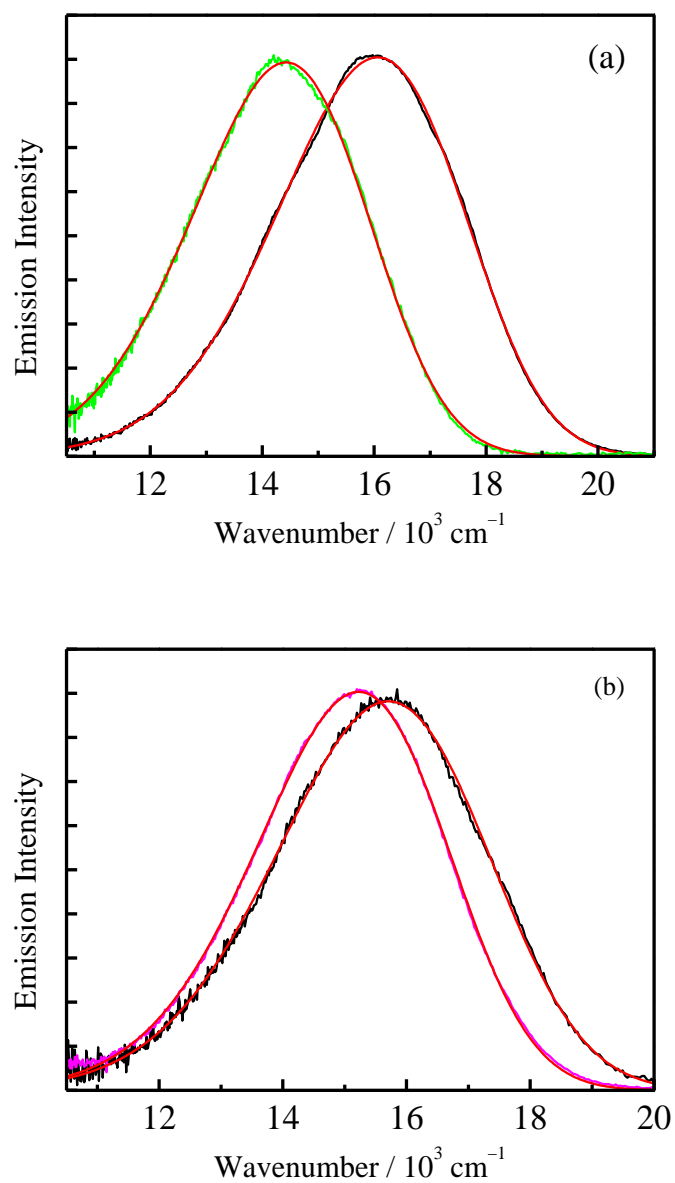 (a)
Emission Intensity
12 14 16 18 20
Wavenumber / 10³ cm⁻¹
(b)
Emission Intensity
12 14 16 18 20
Wavenumber / 10³ cm⁻¹